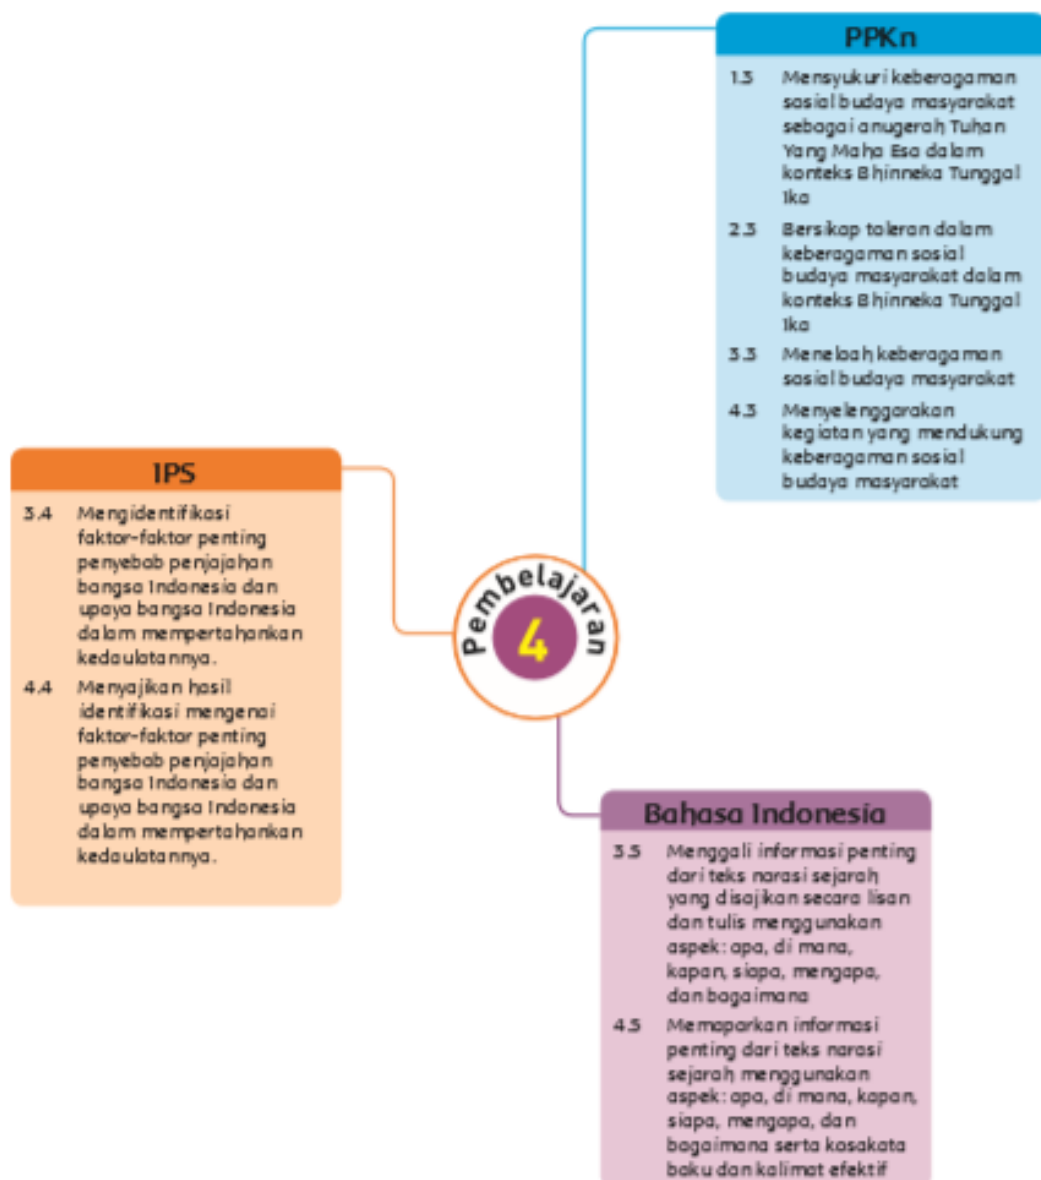 PPKn
1.3 Mensyukuri keberagaman
sosial budaya masyarakat
sebagai anugerah Tuhan
Yang Maha Esa dalam
konteks Bhinneka Tunggal
Ika
2.3 Bersikap toleran dalam
keberagaman sosial
budaya masyarakat dalam
konteks Bhinneka Tunggal
Ika
3.3 Menelaah keberagaman
sosial budaya masyarakat
4.3 Menyelenggarakan
kegiatan yang mendukung
keberagaman sosial
budaya masyarakat
IPS
3.4 Mengidentifikasi
faktor-faktor penting
penyebab penjajahan
bangsa Indonesia dan
upaya bangsa Indonesia
dalam mempertahankan
kedaulatannya.
4.4 Menyajikan hasil
identifikasi mengenai
faktor-faktor penting
penyebab penjajahan
bangsa Indonesia dan
upaya bangsa Indonesia
dalam mempertahankan
kedaulatannya.
Pembelajaran
4
Bahasa Indonesia
3.5 Menggali informasi penting
dari teks narasi sejarah
yang disajikan secara lisan
dan tulis menggunakan
aspek: apa, di mana,
kapan, siapa, mengapa,
dan bagaimana
4.5 Memaparkan informasi
penting dari teks narasi
sejarah menggunakan
aspek: apa, di mana, kapan,
siapa, mengapa, dan
bagaimana serta kosakata
baku dan kalimat efektif